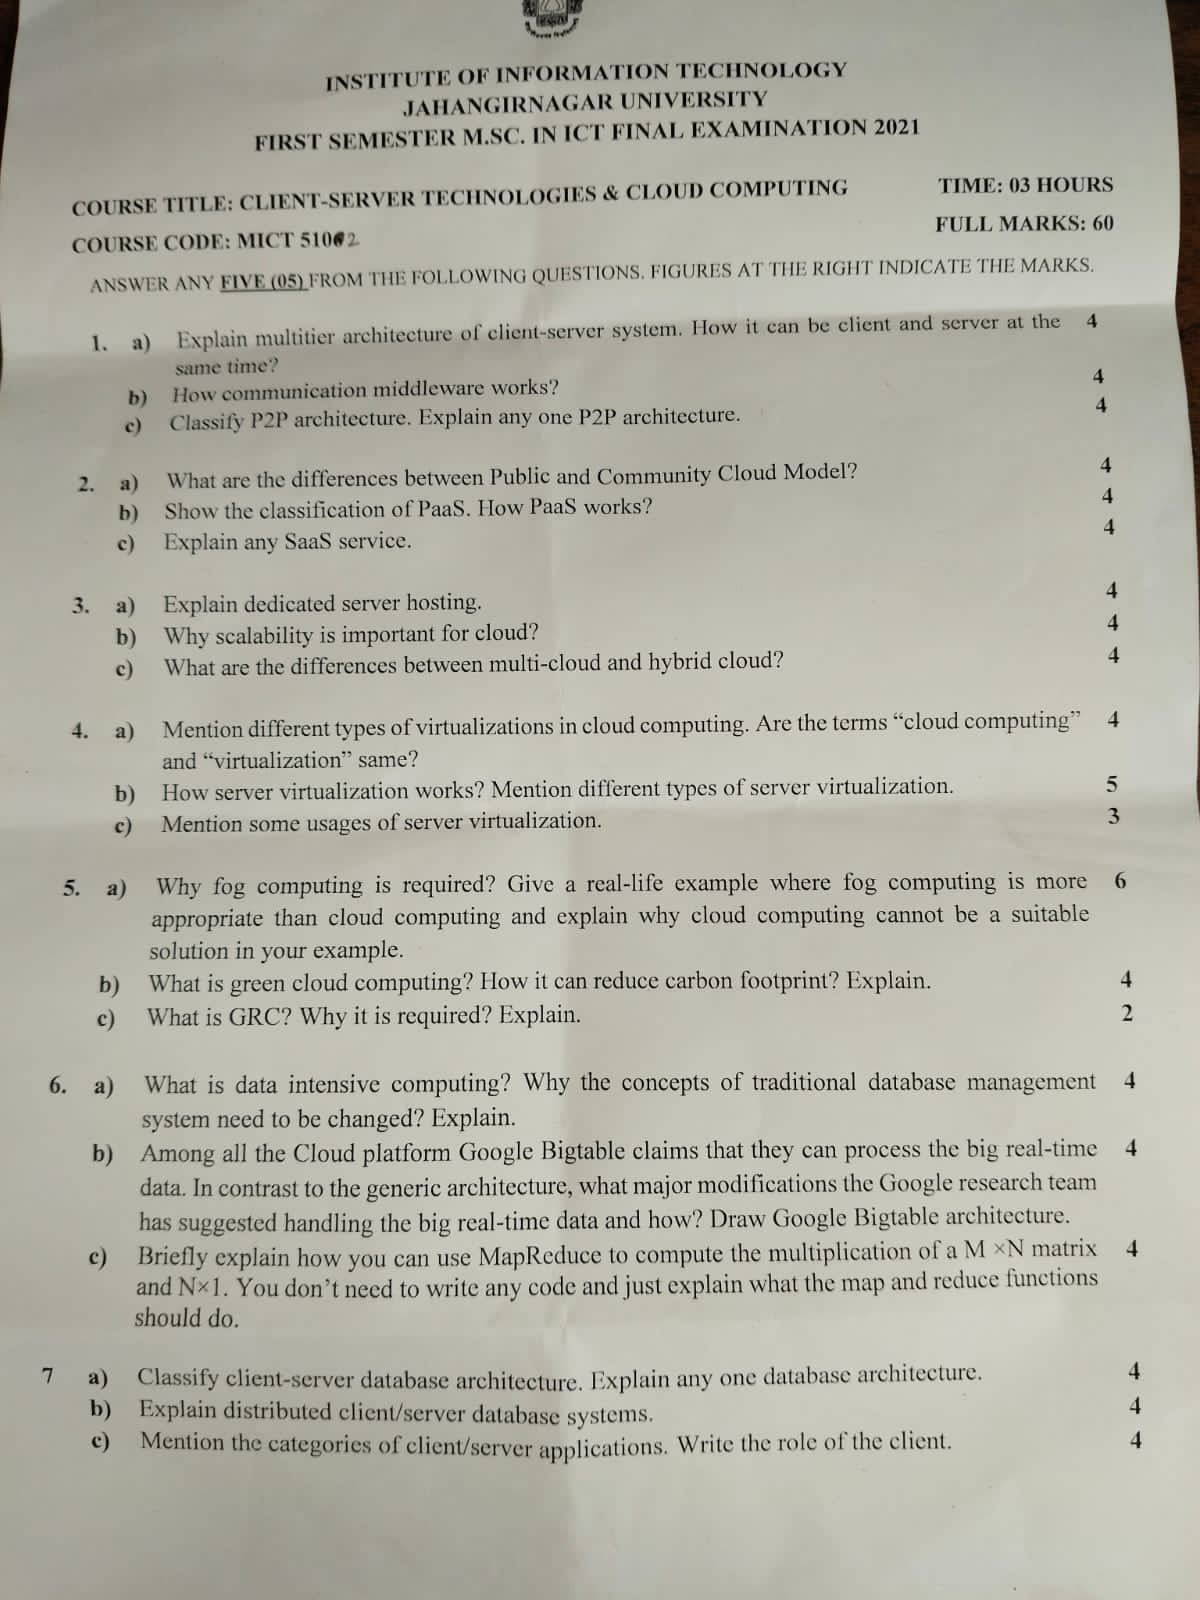 INSTITUTE OF INFORMATION TECHNOLOGY
JAHANGIRNAGAR UNIVERSITY
FIRST SEMESTER M.SC. IN ICT FINAL EXAMINATION 2021
COURSE TITLE: CLIENT-SERVER TECHNOLOGIES & CLOUD COMPUTING TIME: 03 HOURS
COURSE CODE: MICT 5102 FULL MARKS: 60
ANSWER ANY FIVE (05) FROM THE FOLLOWING QUESTIONS. FIGURES AT THE RIGHT INDICATE THE MARKS.
1. a) Explain multitier architecture of client-server system. How it can be client and server at the 4
same time?
b) How communication middleware works? 4
c) Classify P2P architecture. Explain any one P2P architecture. 4
2. a) What are the differences between Public and Community Cloud Model? 4
b) Show the classification of PaaS. How PaaS works? 4
c) Explain any SaaS service. 4
3. a) Explain dedicated server hosting. 4
b) Why scalability is important for cloud? 4
c) What are the differences between multi-cloud and hybrid cloud? 4
4. a) Mention different types of virtualizations in cloud computing. Are the terms “cloud computing” 4
and “virtualization” same?
b) How server virtualization works? Mention different types of server virtualization. 5
c) Mention some usages of server virtualization. 3
5. a) Why fog computing is required? Give a real-life example where fog computing is more 6
appropriate than cloud computing and explain why cloud computing cannot be a suitable
solution in your example.
b) What is green cloud computing? How it can reduce carbon footprint? Explain. 4
c) What is GRC? Why it is required? Explain. 2
6. a) What is data intensive computing? Why the concepts of traditional database management 4
system need to be changed? Explain.
b) Among all the Cloud platform Google Bigtable claims that they can process the big real-time 4
data. In contrast to the generic architecture, what major modifications the Google research team
has suggested handling the big real-time data and how? Draw Google Bigtable architecture.
c) Briefly explain how you can use MapReduce to compute the multiplication of a M ×N matrix 4
and N×1. You don’t need to write any code and just explain what the map and reduce functions
should do.
7 a) Classify client-server database architecture. Explain any one database architecture. 4
b) Explain distributed client/server database systems. 4
c) Mention the categories of client/server applications. Write the role of the client. 4